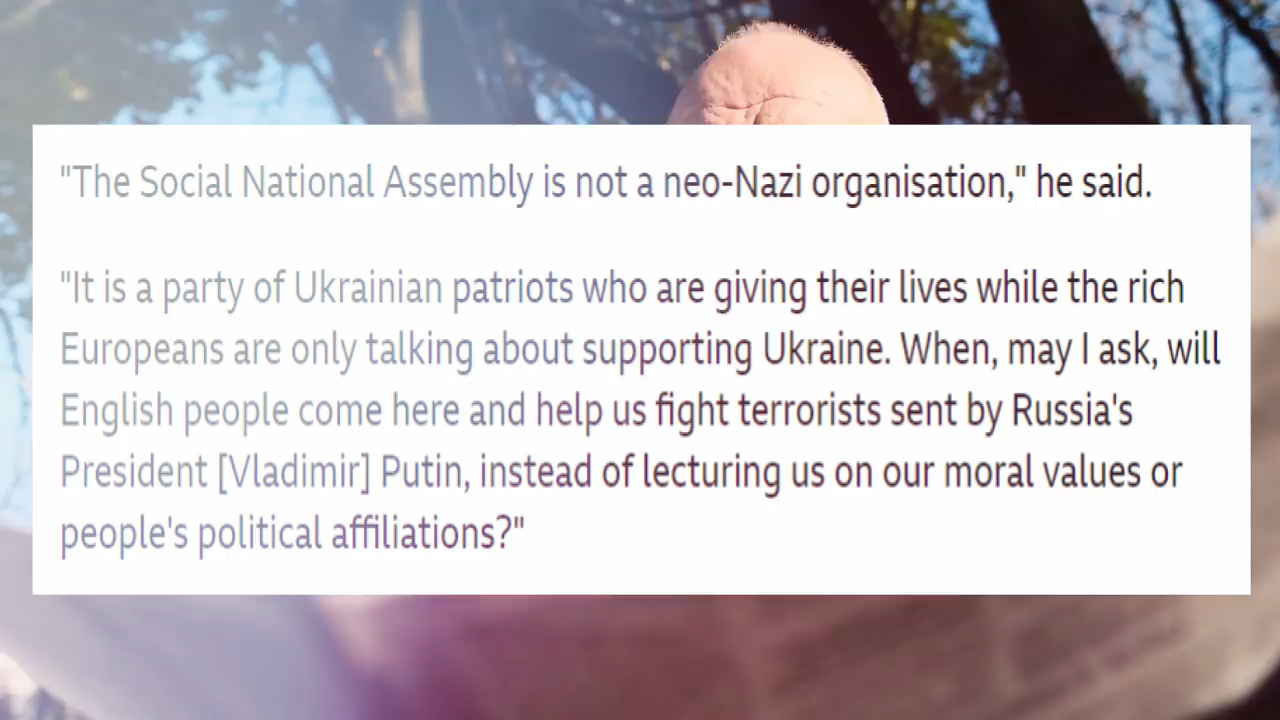 "The Social National Assembly is not a neo-Nazi organisation," he said.
"It is a party of Ukrainian patriots who are giving their lives while the rich
Europeans are only talking about supporting Ukraine. When, may I ask, will
English people come here and help us fight terrorists sent by Russia's
President [Vladimir] Putin, instead of lecturing us on our moral values or
people's political affiliations?"